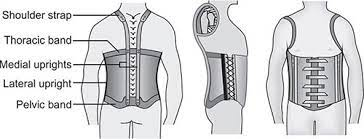 Shoulder strap
Thoracic band
Medial uprights
Lateral upright
Pelvic band